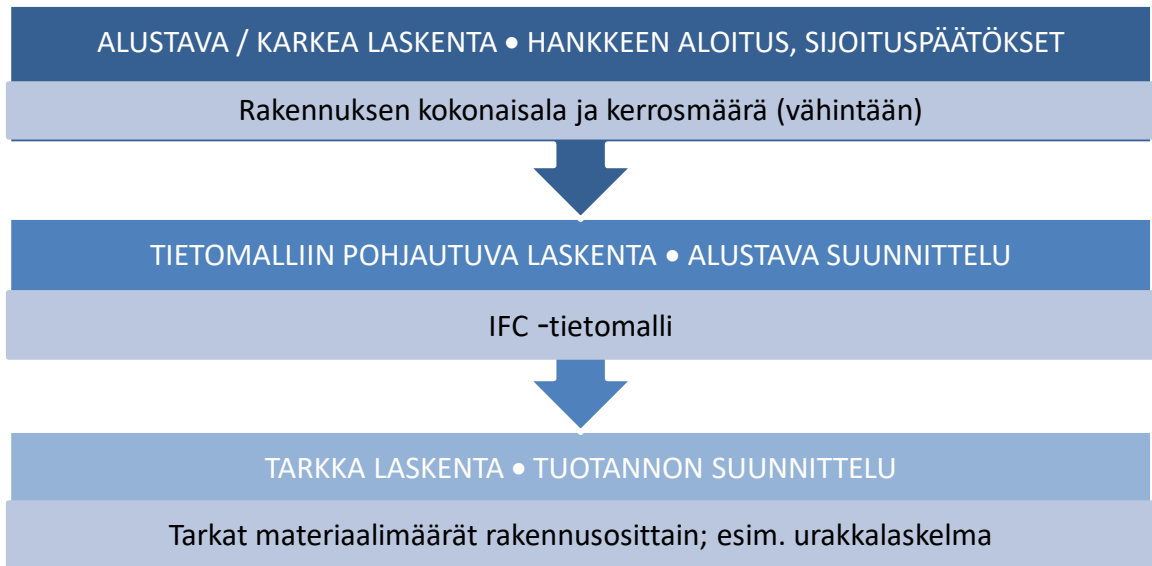 ALUSTAVA / KARKEA LASKENTA • HANKKEEN ALOITUS, SIJOITUSPÄÄTÖKSET
Rakennuksen kokonaisala ja kerrosmäärä (vähintään)
TIETOMALLIIN POHJAUTUVA LASKENTA • ALUSTAVA SUUNNITTELU
IFC -tietomalli
TARKKA LASKENTA • TUOTANNON SUUNNITTELU
Tarkat materiaalimäärät rakennusosittain; esim. urakkalaskelma